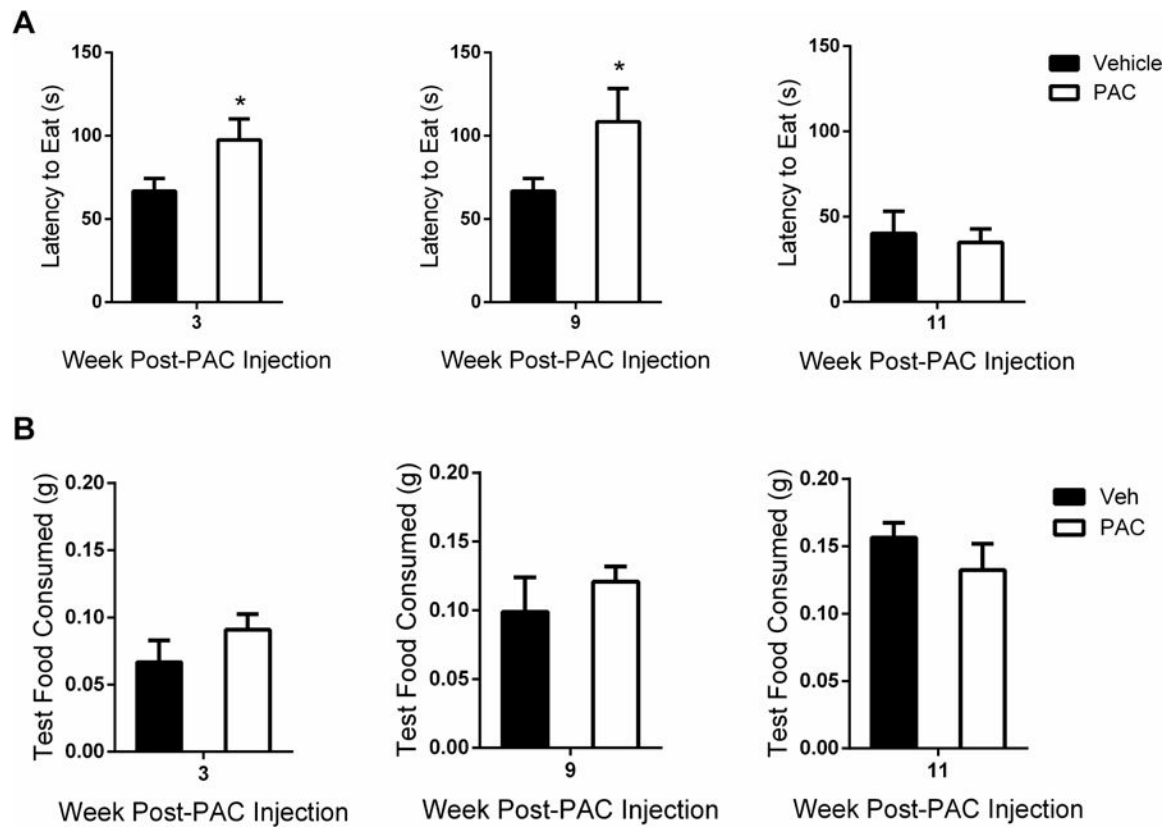 A
Latency to Eat (s)
150
100
50
0
*
3
Week Post-PAC Injection
Latency to Eat (s)
150
100
50
0
*
9
Week Post-PAC Injection
Latency to Eat (s)
150
100
50
0
11
Week Post-PAC Injection
Vehicle
PAC
B
Test Food Consumed (g)
0.20
0.15
0.10
0.05
0.00
3
Week Post-PAC Injection
Test Food Consumed (g)
0.20
0.15
0.10
0.05
0.00
9
Week Post-PAC Injection
Test Food Consumed (g)
0.20
0.15
0.10
0.05
0.00
11
Week Post-PAC Injection
Veh
PAC